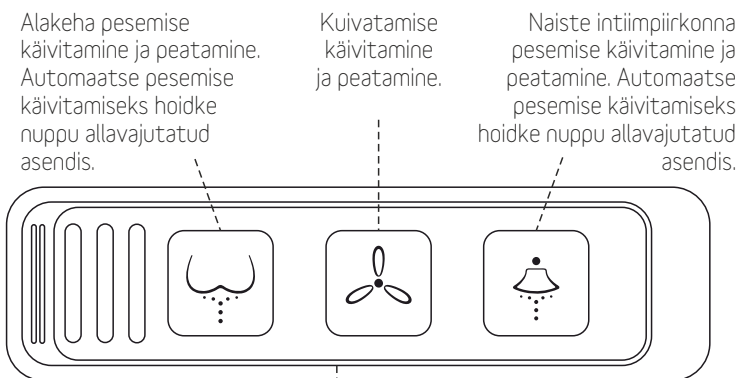 Alakeha pesemise
käivitamine ja peatamine.
Automaatse pesemise
käivitamiseks hoidke
nuppu allavajutatud
asendis.
Kuivatamise
käivitamine
ja peatamine.
Naiste intiimpiirkonna
pesemise käivitamine ja
peatamine. Automaatse
pesemise käivitamiseks
hoidke nuppu allavajutatud
asendis.